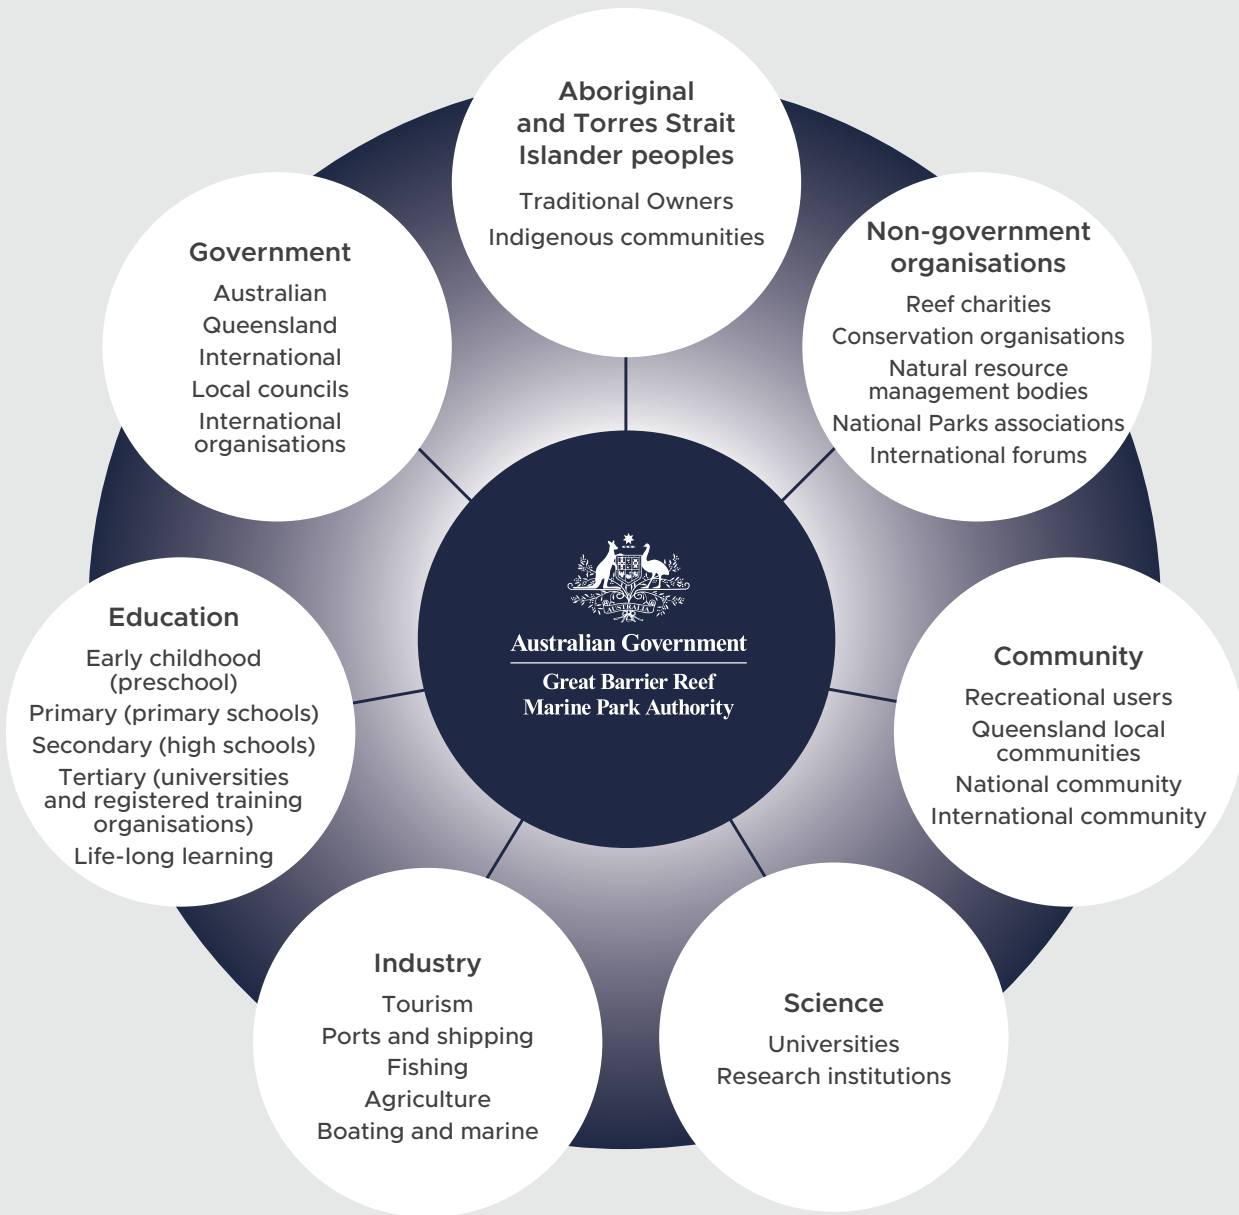 Aboriginal
and Torres Strait
Islander peoples
Traditional Owners
Indigenous communities
Non-government
organisations
Reef charities
Conservation organisations
Natural resource
management bodies
National Parks associations
International forums
Community
Recreational users
Queensland local
communities
National community
International community
Science
Universities
Research institutions
Industry
Tourism
Ports and shipping
Fishing
Agriculture
Boating and marine
Education
Early childhood
(preschool)
Primary (primary schools)
Secondary (high schools)
Tertiary (universities
and registered training
organisations)
Life-long learning
Government
Australian
Queensland
International
Local councils
International
organisations
AUSTRALIA
Australian Government
Great Barrier Reef
Marine Park Authority